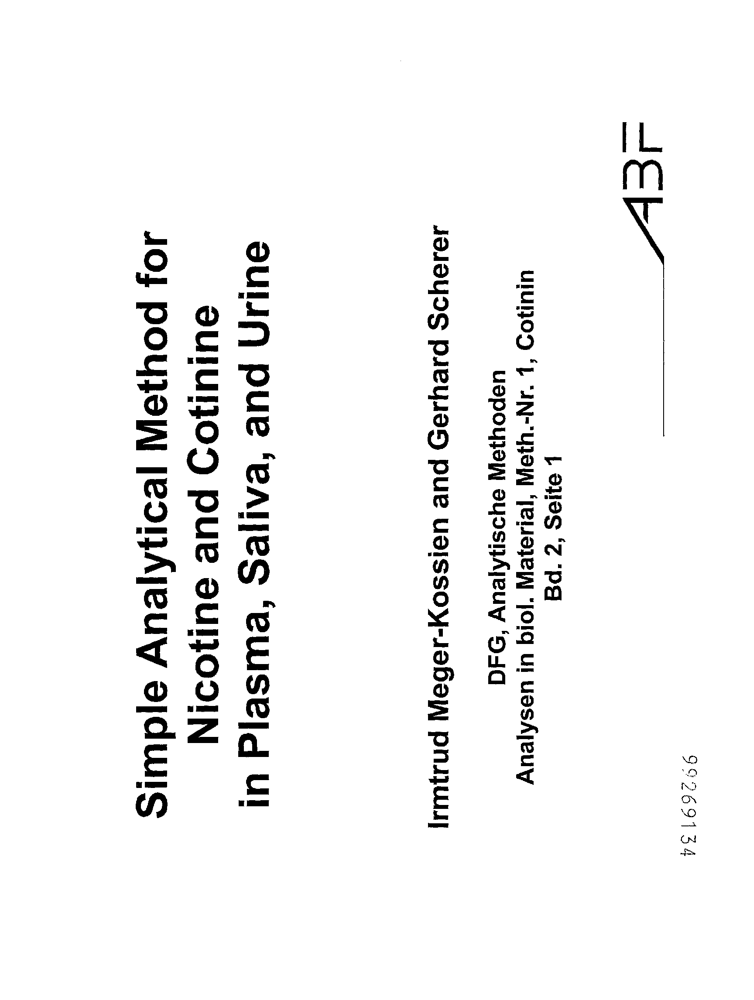 Simple Analytical Method for
Nicotine and Cotinine
in Plasma, Saliva, and Urine
Irmtrud Meger-Kossien and Gerhard Scherer
DFG, Analytische Methoden
Analysen in biol. Material, Meth.-Nr. 1, Cotinin
Bd. 2, Seite 1
ABF
99269134